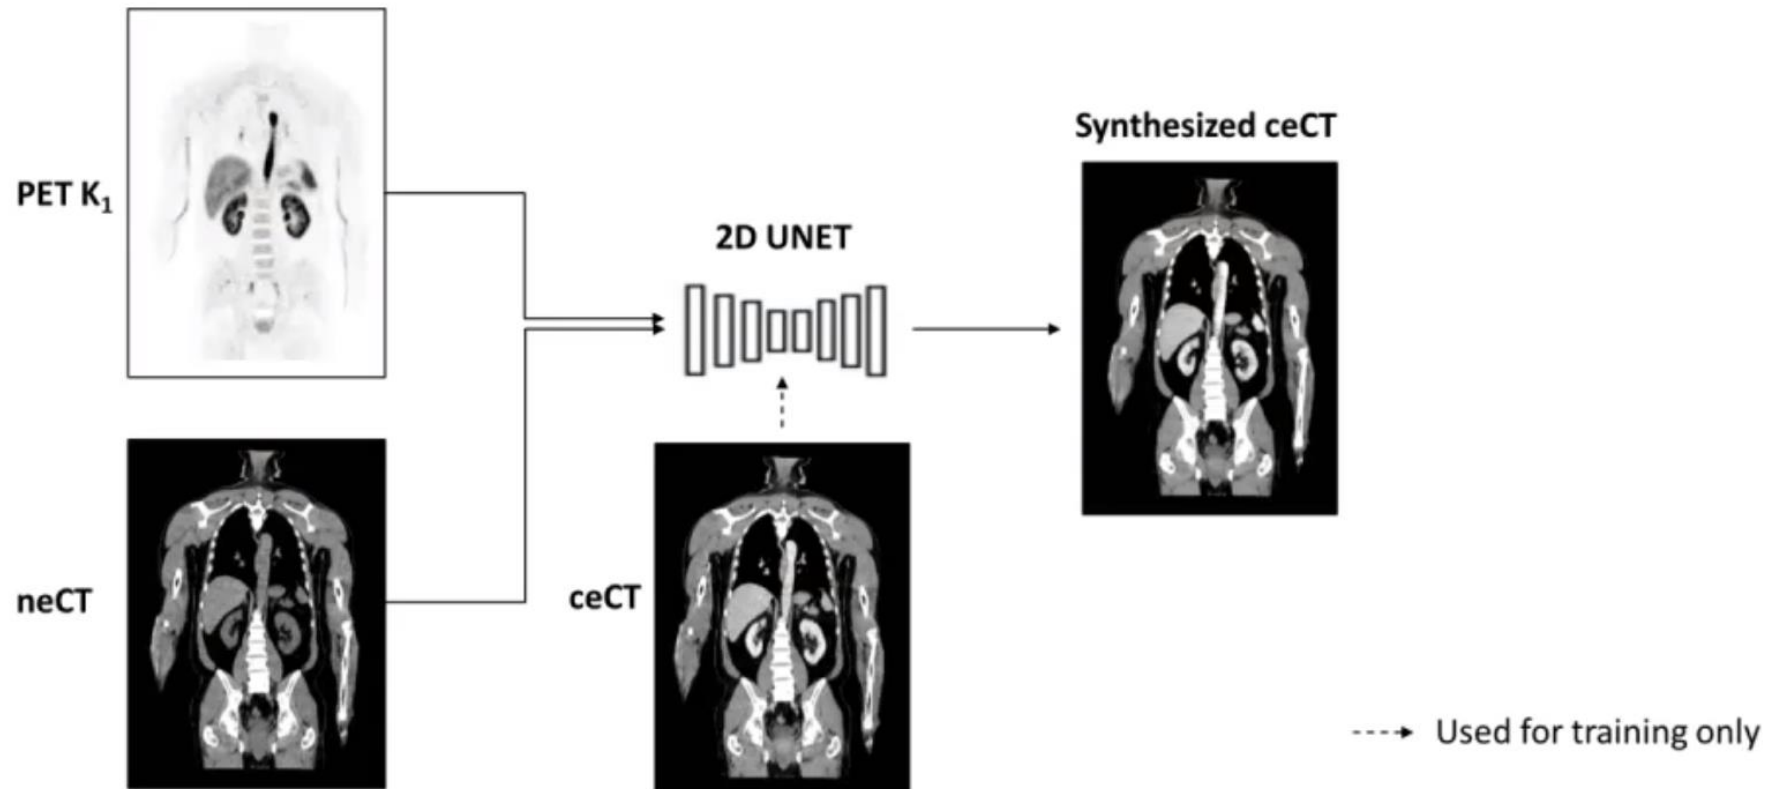 Synthesized ceCT
PET K₁
2D UNET
neCT
ceCT
Used for training only